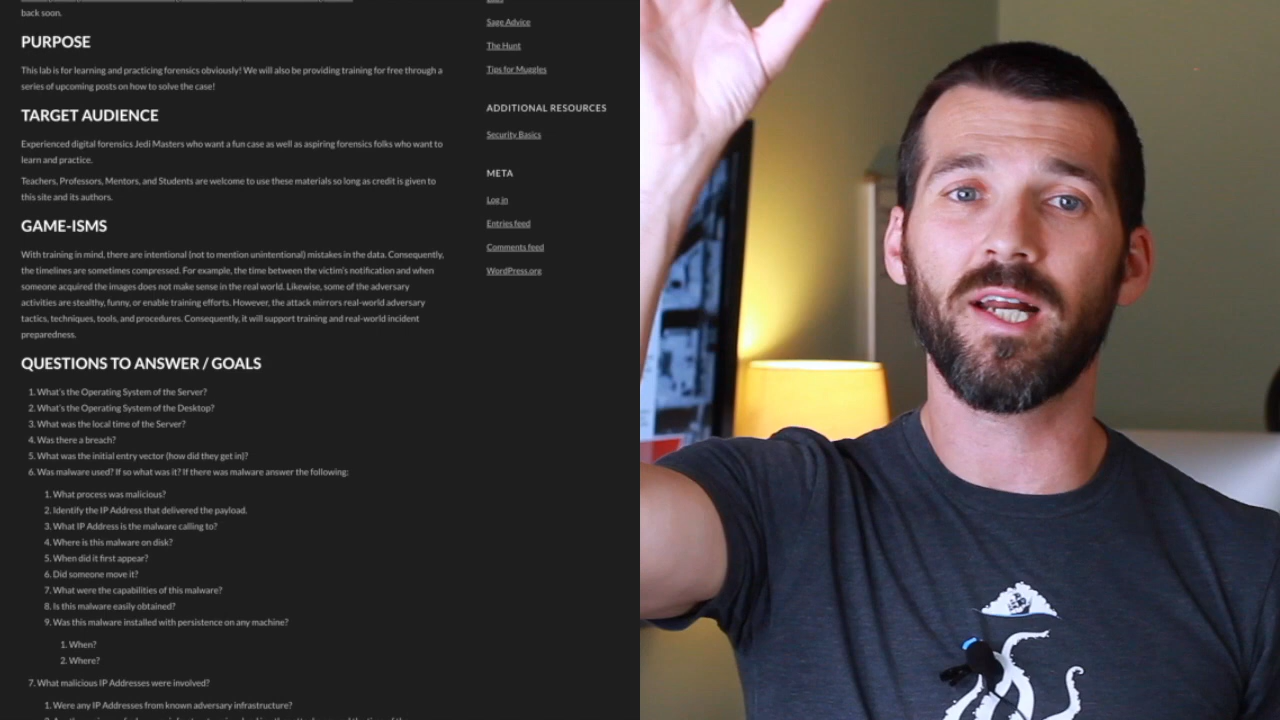 back soon.
PURPOSE
This lab is for learning and practicing forensics obviously! We will also be providing training for free through a
series of upcoming posts on how to solve the case!
TARGET AUDIENCE
Experienced digital forensics Jedi Masters who want a fun case as well as aspiring forensics folks who want to
learn and practice.
Teachers, Professors, Mentors, and Students are welcome to use these materials so long as credit is given to
this site and its authors.
GAME-ISMS
With training in mind, there are intentional (not to mention unintentional) mistakes in the data. Consequently,
the timelines are sometimes compressed. For example, the time between the victim's notification and when
someone acquired the images does not make sense in the real world. Likewise, some of the adversary
activities are stealthy, funny, or enable training efforts. However, the attack mirrors real-world adversary
tactics, techniques, tools, and procedures. Consequently, it will support training and real-world incident
preparedness.
QUESTIONS TO ANSWER / GOALS
1. What's the Operating System of the Server?
2. What's the Operating System of the Desktop?
3. What was the local time of the Server?
4. Was there a breach?
5. What was the initial entry vector (how did they get in)?
6. Was malware used? If so what was it? If there was malware answer the following:
1. What process was malicious?
2. Identify the IP Address that delivered the payload.
3. What IP Address is the malware calling to?
4. Where is this malware on disk?
5. When did it first appear?
6. Did someone move it?
7. What were the capabilities of this malware?
8. Is this malware easily obtained?
9. Was this malware installed with persistence on any machine?
1. When?
2. Where?
7. What malicious IP Addresses were involved?
1. Were any IP Addresses from known adversary infrastructure?
Sage Advice
The Hunt
Tips for Muggles
ADDITIONAL RESOURCES
Security Basics
META
Log in
Entries feed
Comments feed
WordPress.org